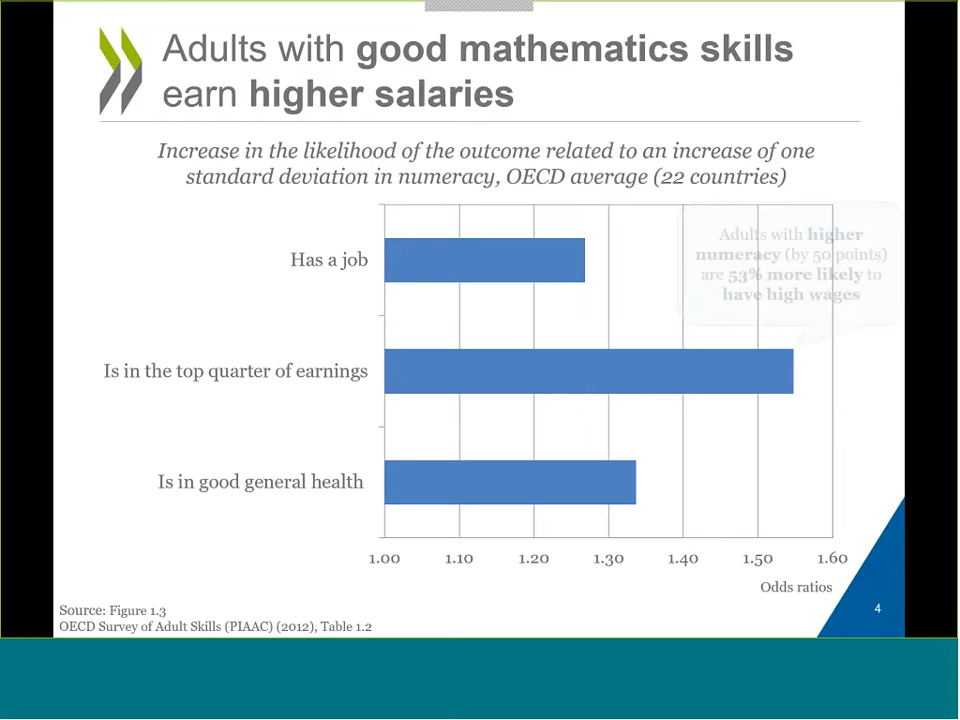 Adults with good mathematics skills
earn higher salaries
Increase in the likelihood of the outcome related to an increase of one
standard deviation in numeracy, OECD average (22 countries)
Adults with higher
numeracy (by 50 points)
are 53% more likely to
have high wages
Has a job
Is in the top quarter of earnings
Is in good general health
1.00 1.10 1.20 1.30 1.40 1.50 1.60
Odds ratios
Source: Figure 1.3
OECD Survey of Adult Skills (PIAAC) (2012), Table 1.2
4